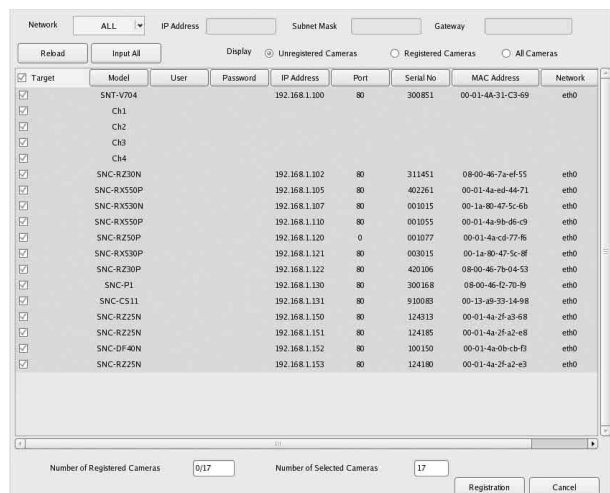 Network ALL IP Address Subnet Mask Gateway
Reload Input All Display Unregistered Cameras Registered Cameras All Cameras
Target Model User Password IP Address Port Serial No MAC Address Network
SNT-V704 192.168.1.100 80 300851 00-01-4A-31-C3-69 eth0
Ch1
Ch2
Ch3
Ch4
SNC-RZ30N 192.168.1.102 80 311451 08-00-46-7a-ef-55 eth0
SNC-RX550P 192.168.1.105 80 402261 00-01-4a-ed-44-71 eth0
SNC-RX530N 192.168.1.107 80 001015 00-1a-80-47-5c-6b eth0
SNC-RX550P 192.168.1.110 80 001055 00-01-4a-9b-d6-c9 eth0
SNC-RZ50P 192.168.1.120 0 001077 00-01-4a-cd-77-f6 eth0
SNC-RX530P 192.168.1.121 80 003015 00-1a-80-47-5c-8f eth0
SNC-RZ30P 192.168.1.122 80 420106 08-00-46-7b-04-53 eth0
SNC-P1 192.168.1.130 80 300168 08-00-46-f2-70-f9 eth0
SNC-CS11 192.168.1.131 80 910083 00-13-a9-33-14-98 eth0
SNC-RZ25N 192.168.1.150 80 124313 00-01-4a-2f-a3-68 eth0
SNC-RZ25N 192.168.1.151 80 124185 00-01-4a-2f-a2-e8 eth0
SNC-DF40N 192.168.1.152 80 100150 00-01-4a-0b-cb-f3 eth0
SNC-RZ25N 192.168.1.153 80 124180 00-01-4a-2f-a2-e3 eth0
Number of Registered Cameras 0/17 Number of Selected Cameras 17
Registration Cancel